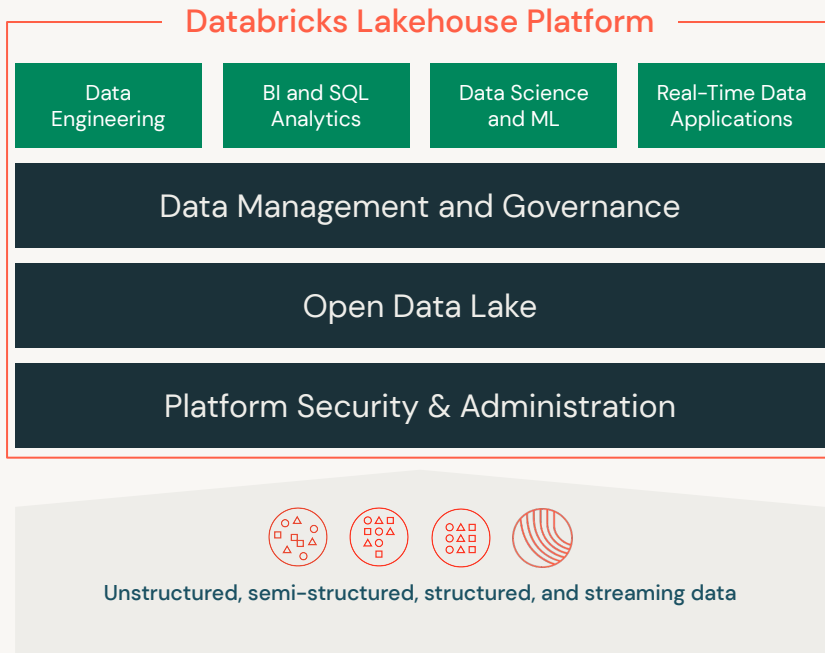 Databricks Lakehouse Platform
Data
Engineering
BI and SQL
Analytics
Data Science
and ML
Real-Time Data
Applications
Data Management and Governance
Open Data Lake
Platform Security & Administration
Unstructured, semi-structured, structured, and streaming data